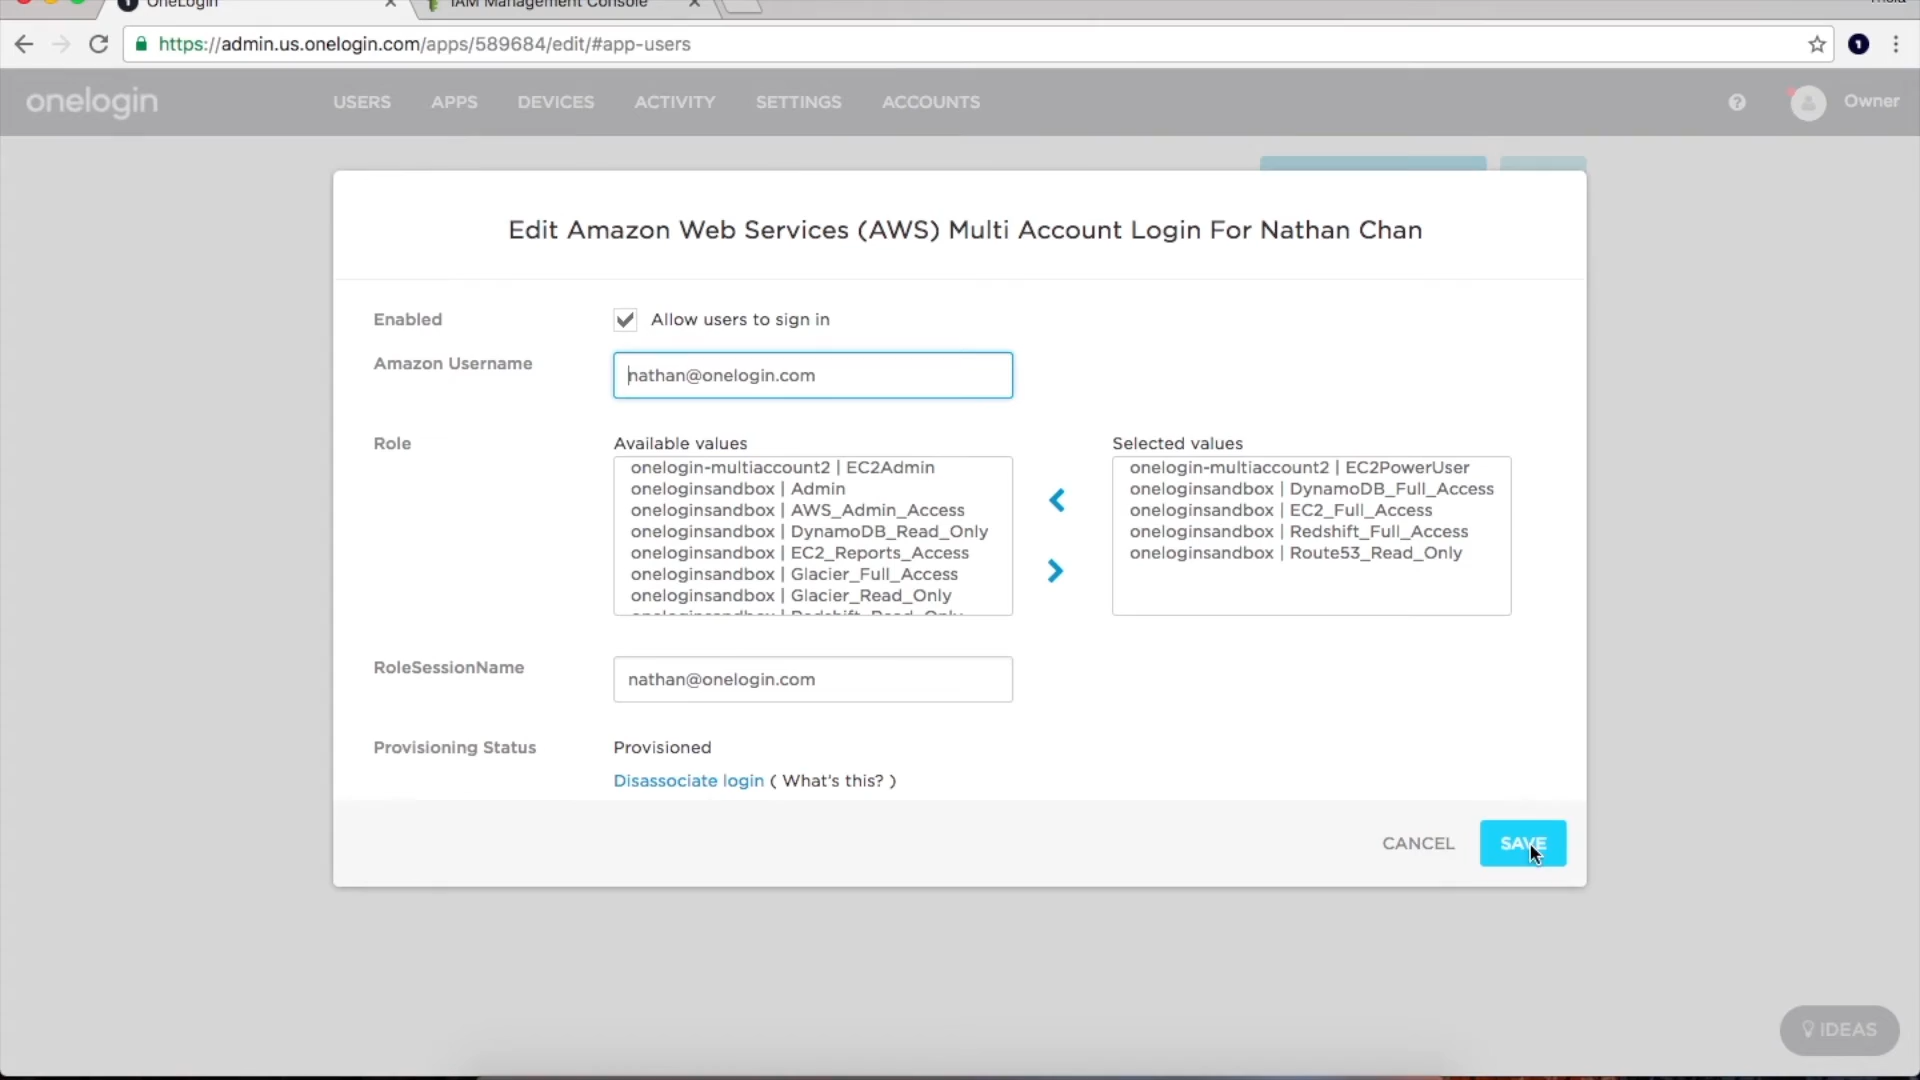 OneLogin
IAM Management Console
https://admin.us.onelogin.com/apps/589684/edit/#app-users
onelogin
USERS
APPS
DEVICES
ACTIVITY
SETTINGS
ACCOUNTS
Owner
Edit Amazon Web Services (AWS) Multi Account Login For Nathan Chan
Enabled
Allow users to sign in
Amazon Username
nathan@onelogin.com
Role
Available values
onelogin-multiaccount2 | EC2Admin
oneloginsandbox | Admin
oneloginsandbox | AWS_Admin_Access
oneloginsandbox | DynamoDB_Read_Only
oneloginsandbox | EC2_Reports_Access
oneloginsandbox | Glacier_Full_Access
oneloginsandbox | Glacier_Read_Only
oneloginsandbox | Redshift_Read_Only
Selected values
onelogin-multiaccount2 | EC2PowerUser
oneloginsandbox | DynamoDB_Full_Access
oneloginsandbox | EC2_Full_Access
oneloginsandbox | Redshift_Full_Access
oneloginsandbox | Route53_Read_Only
RoleSessionName
nathan@onelogin.com
Provisioning Status
Provisioned
Disassociate login ( What's this? )
CANCEL
SAVE
IDEAS